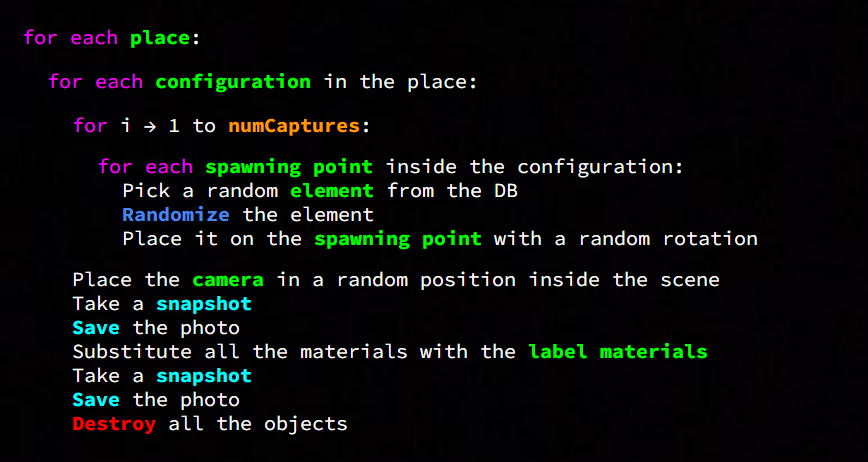 for each place:
for each configuration in the place:
for i → 1 to numCaptures:
for each spawning point inside the configuration:
Pick a random element from the DB
Randomize the element
Place it on the spawning point with a random rotation
Place the camera in a random position inside the scene
Take a snapshot
Save the photo
Substitute all the materials with the label materials
Take a snapshot
Save the photo
Destroy all the objects